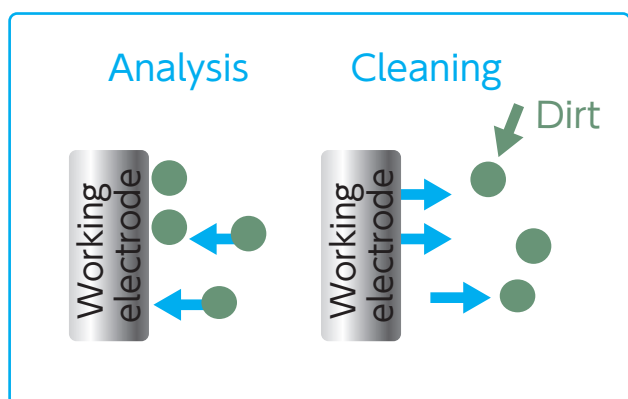 Analysis
Cleaning
Dirt
Working
electrode
Working
electrode